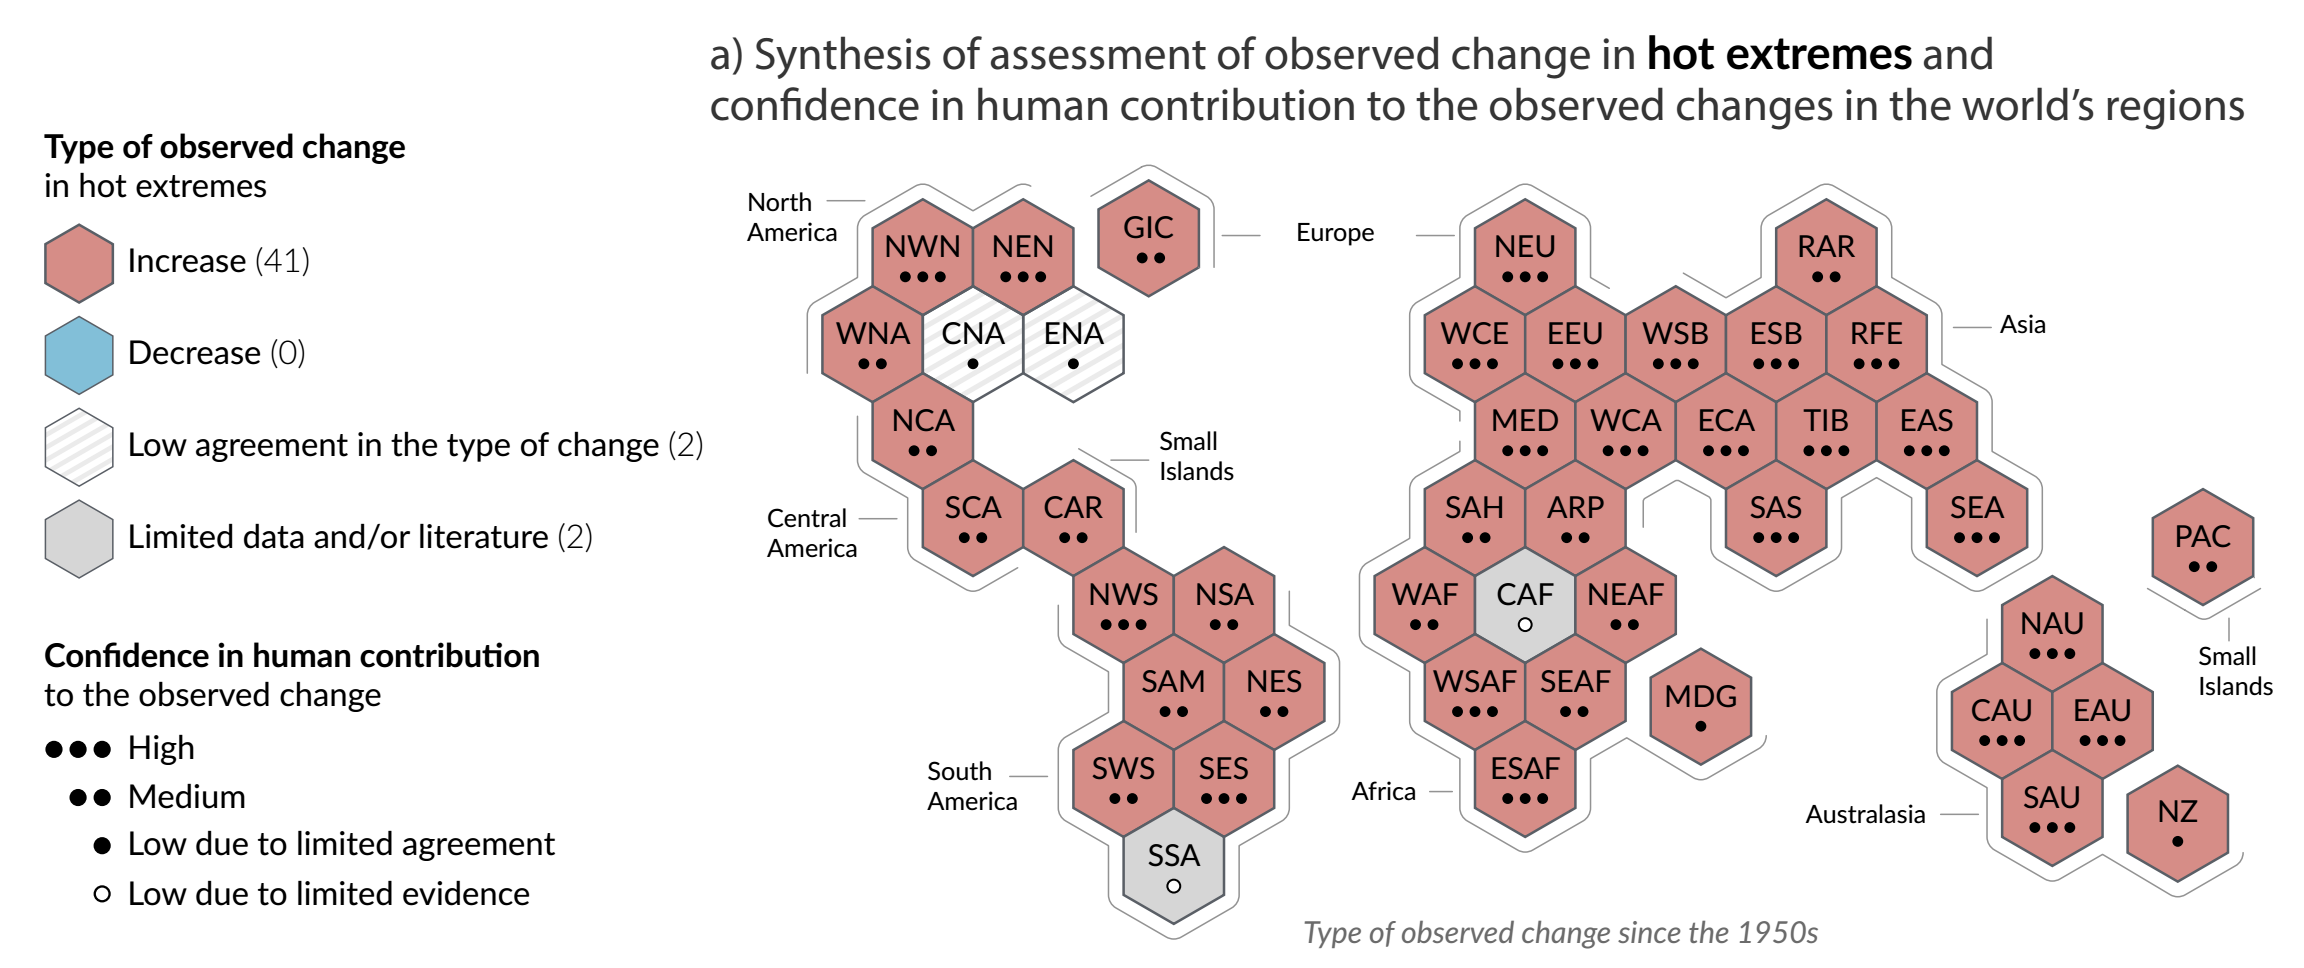 a) Synthesis of assessment of observed change in hot extremes and
confidence in human contribution to the observed changes in the world's regions
Type of observed change
in hot extremes
Increase (41)
Decrease (0)
Low agreement in the type of change (2)
Limited data and/or literature (2)
Confidence in human contribution
to the observed change
High
Medium
Low due to limited agreement
Low due to limited evidence
North
America
GIC
Europe
NWN
NEN
NEU
RAR
WNA
CNA
ENA
WCE
EEU
WSB
ESB
RFE
Asia
NCA
MED
WCA
ECA
TIB
EAS
Small
Islands
Central
America
SCA
CAR
SAH
ARP
SAS
SEA
PAC
Small
Islands
NWS
NSA
WAF
CAF
NEAF
NAU
SAM
NES
WSAF
SEAF
MDG
CAU
EAU
South
America
SWS
SES
Africa
ESAF
Australasia
SAU
NZ
SSA
Type of observed change since the 1950s